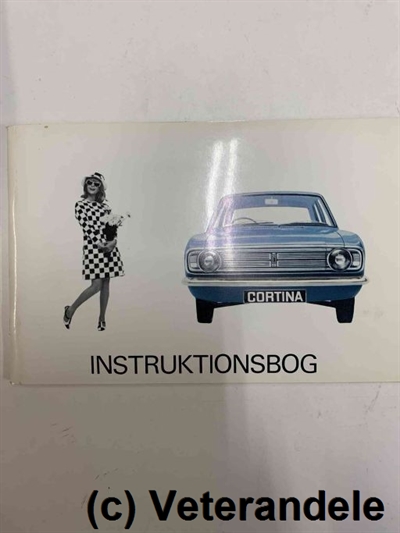 CORTINA
INSTRUKTIONSBOG
(c) Veterandele